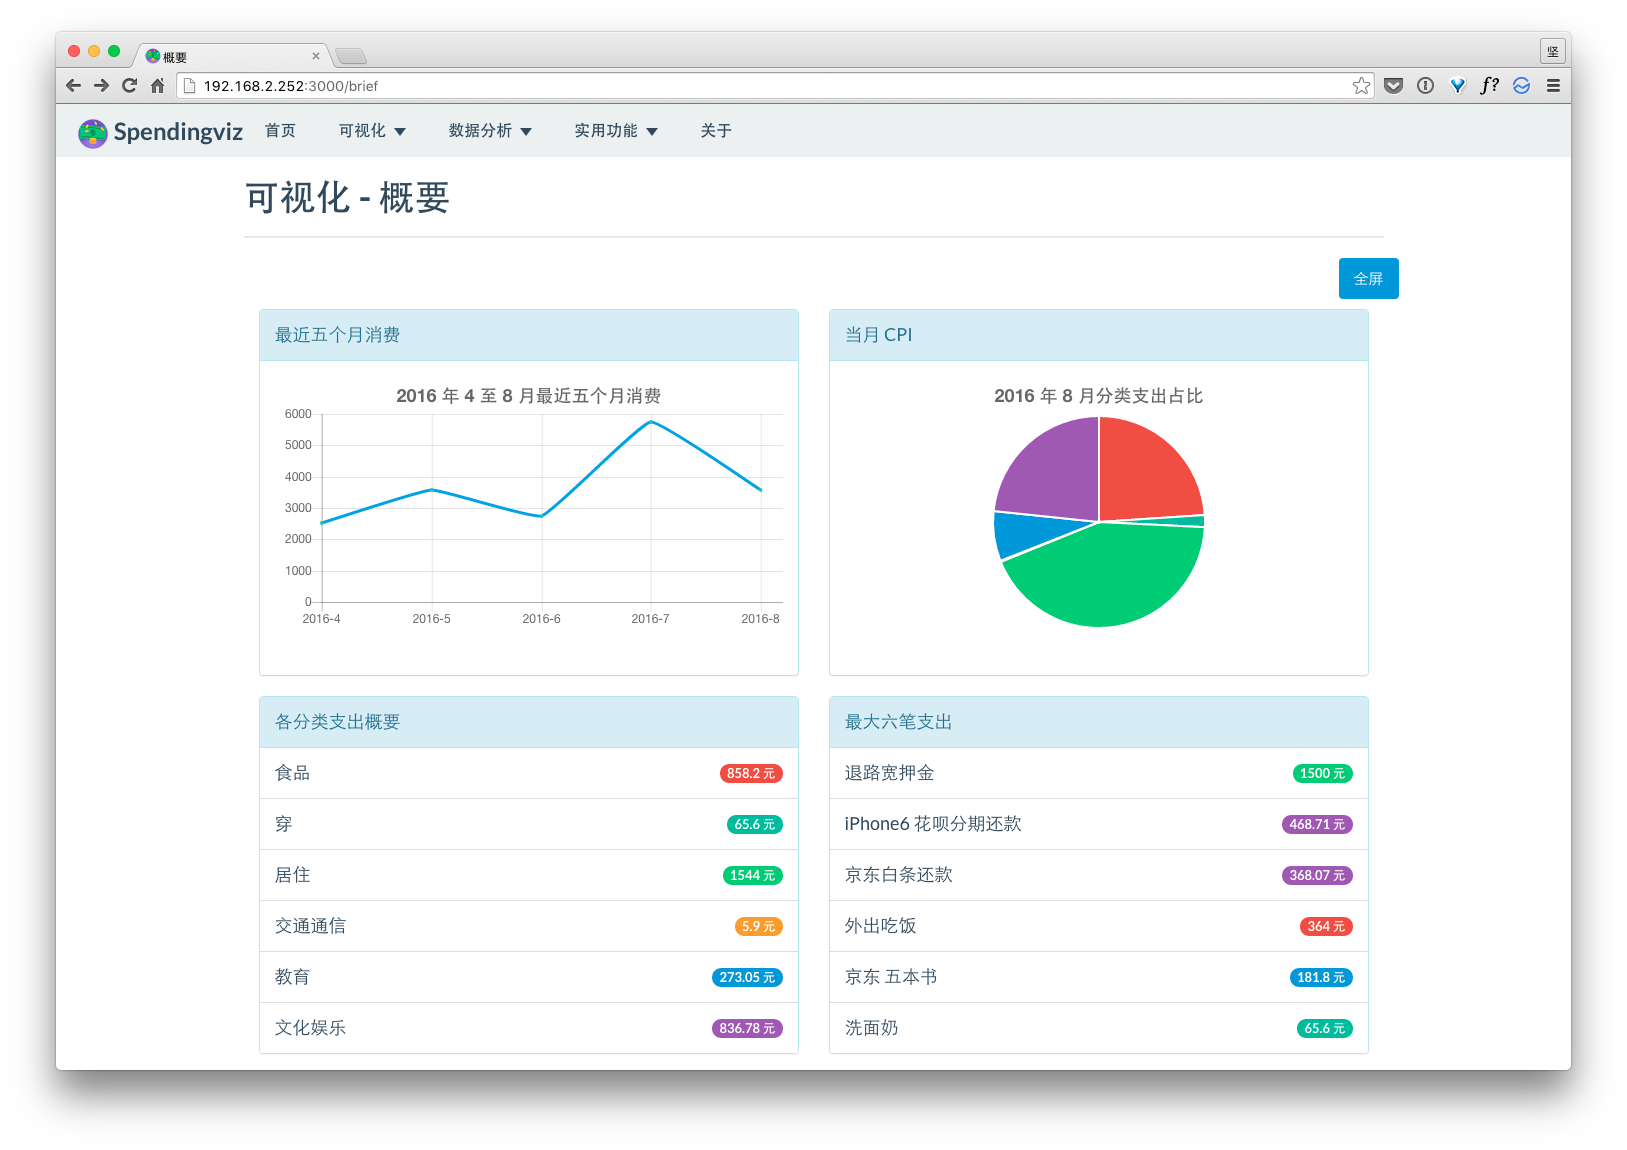 概要
坚
192.168.2.252:3000/brief
f?
Spendingviz 首页 可视化 数据分析 实用功能 关于
可视化 - 概要
全屏
最近五个月消费
2016 年 4 至 8 月最近五个月消费
6000
5000
4000
3000
2000
1000
0
2016-4 2016-5 2016-6 2016-7 2016-8
当月 CPI
2016 年 8 月分类支出占比
各分类支出概要
食品 858.2 元
穿 65.6 元
居住 1544 元
交通通信 5.9 元
教育 273.05 元
文化娱乐 836.78 元
最大六笔支出
退路宽押金 1500 元
iPhone6 花呗分期还款 468.71 元
京东白条还款 368.07 元
外出吃饭 364 元
京东 五本书 181.8 元
洗面奶 65.6 元